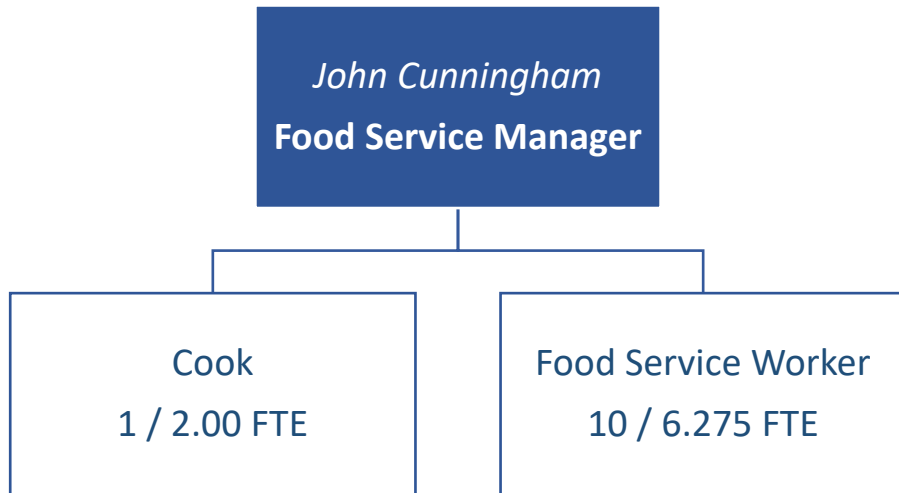 John Cunningham
Food Service Manager
Cook
1 / 2.00 FTE
Food Service Worker
10 / 6.275 FTE